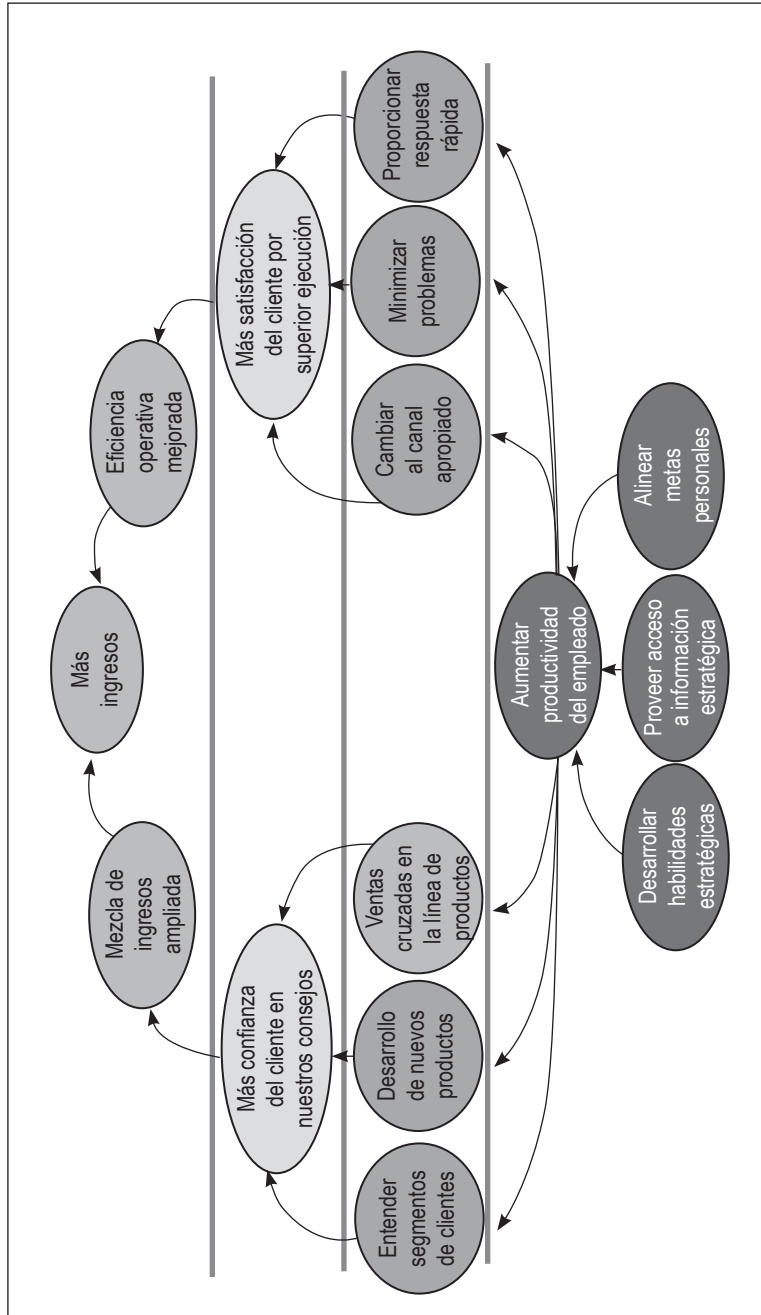 Más
ingresos
Mezcla de
ingresos
ampliada
Eficiencia
operativa
mejorada
Más confianza
del cliente en
nuestros consejos
Más satisfacción
del cliente por
superior ejecución
Entender
segmentos
de clientes
Desarrollo
de nuevos
productos
Ventas
cruzadas en
la línea de
productos
Cambiar
al canal
apropiado
Minimizar
problemas
Proporcionar
respuesta
rápida
Aumentar
productividad
del empleado
Desarrollar
habilidades
estratégicas
Proveer acceso
a información
estratégica
Alinear
metas
personales